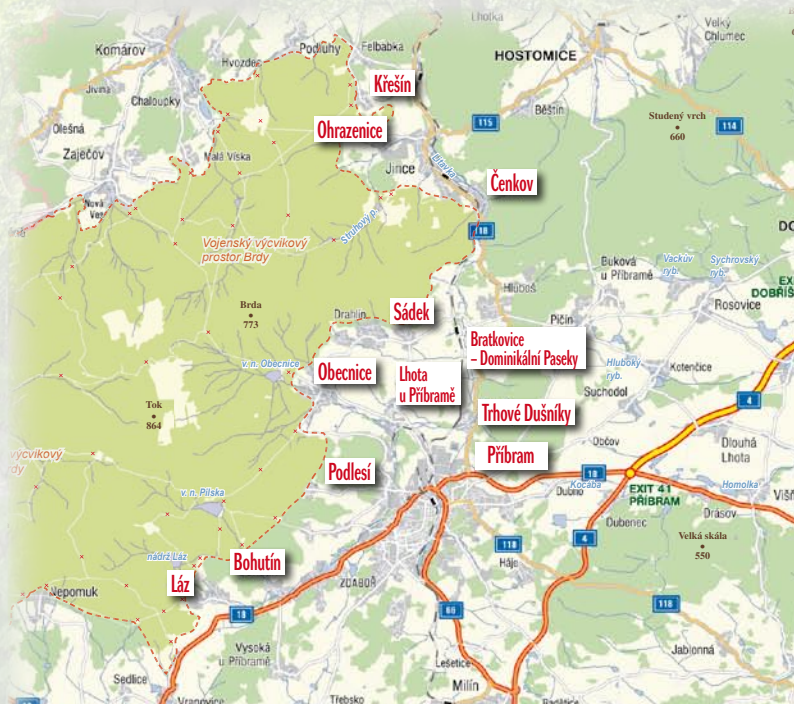 Lhotka
Velký
Chlumec
Komárov
Podluhy
Felbabka
HOSTOMICE
Hvozdec
Jivina
Chaloupky
Křešín
Běštín
Studený vrch
660
115
114
Olešná
Ohrazenice
Zaječov
Malá Víska
Jince
Litavka
Čenkov
Nová
Ves
Struhový p.
118
Vojenský výcvikový
prostor Brdy
Buková
u Příbramě
Vackův
ryb.
Sychrovský
ryb.
DOBŘÍŠ
Hluboš
Rosovice
Brda
773
Drahlín
Sádek
Pičín
Bratkovice
– Dominikální Paseky
v. n. Obecnice
Obecnice
Lhota
u Příbramě
Hluboký
ryb.
Kotenčice
Suchodol
Tok
864
Trhové Dušníky
4
Občov
Dlouhá
Lhota
výcvikový
Příbram
Podlesí
18
Kocába
Dubno
EXIT 41
PŘÍBRAM
Homolka
v. n. Pilska
Drásov
Dubenec
Velká skála
550
4
118
Háje
nádrž Láz
Bohutín
Láz
ZDABOŘ
Nepomuk
18
66
118
Vysoká
u Příbramě
Jablonná
Lešetice
Sedlice
Milín
Vranovice
Třebsko